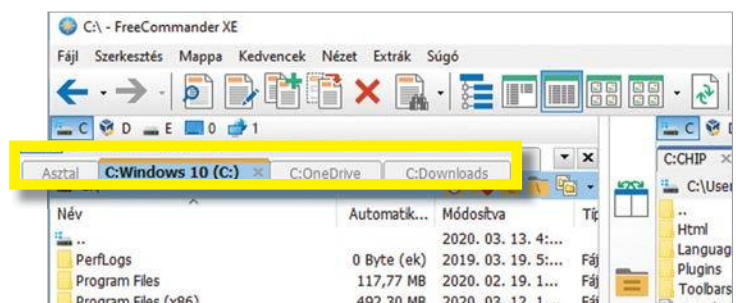 C:\ - FreeCommander XE
Fájl Szerkesztés Mappa Kedvencek Nézet Extrák Súgó
C D E 0 1
C
Asztal C:Windows 10 (C:) C:OneDrive C:Downloads
C:CHIP
C:\User
Név Automatik... Módosítva
.. 2020. 03. 13. 4:...
..
PerfLogs 0 Byte (ek) 2019. 03. 19. 5:...
Html
Program Files 117,77 MB 2020. 02. 19. 1...
Plugins
Program Files (x86) 492,30 MB 2020. 03. 12. 1...
Toolbars